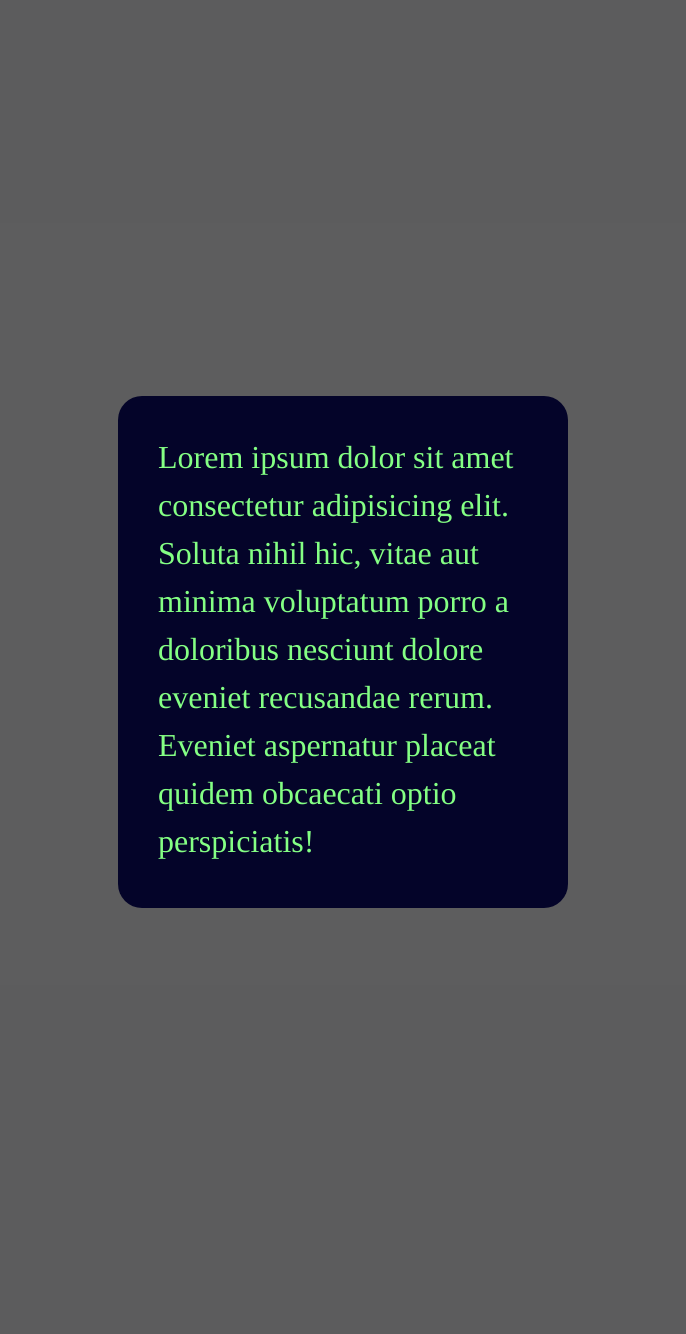 Lorem ipsum dolor sit amet
consectetur adipisicing elit.
Soluta nihil hic, vitae aut
minima voluptatum porro a
doloribus nesciunt dolore
eveniet recusandae rerum.
Eveniet aspernatur placeat
quidem obcaecati optio
perspiciatis!